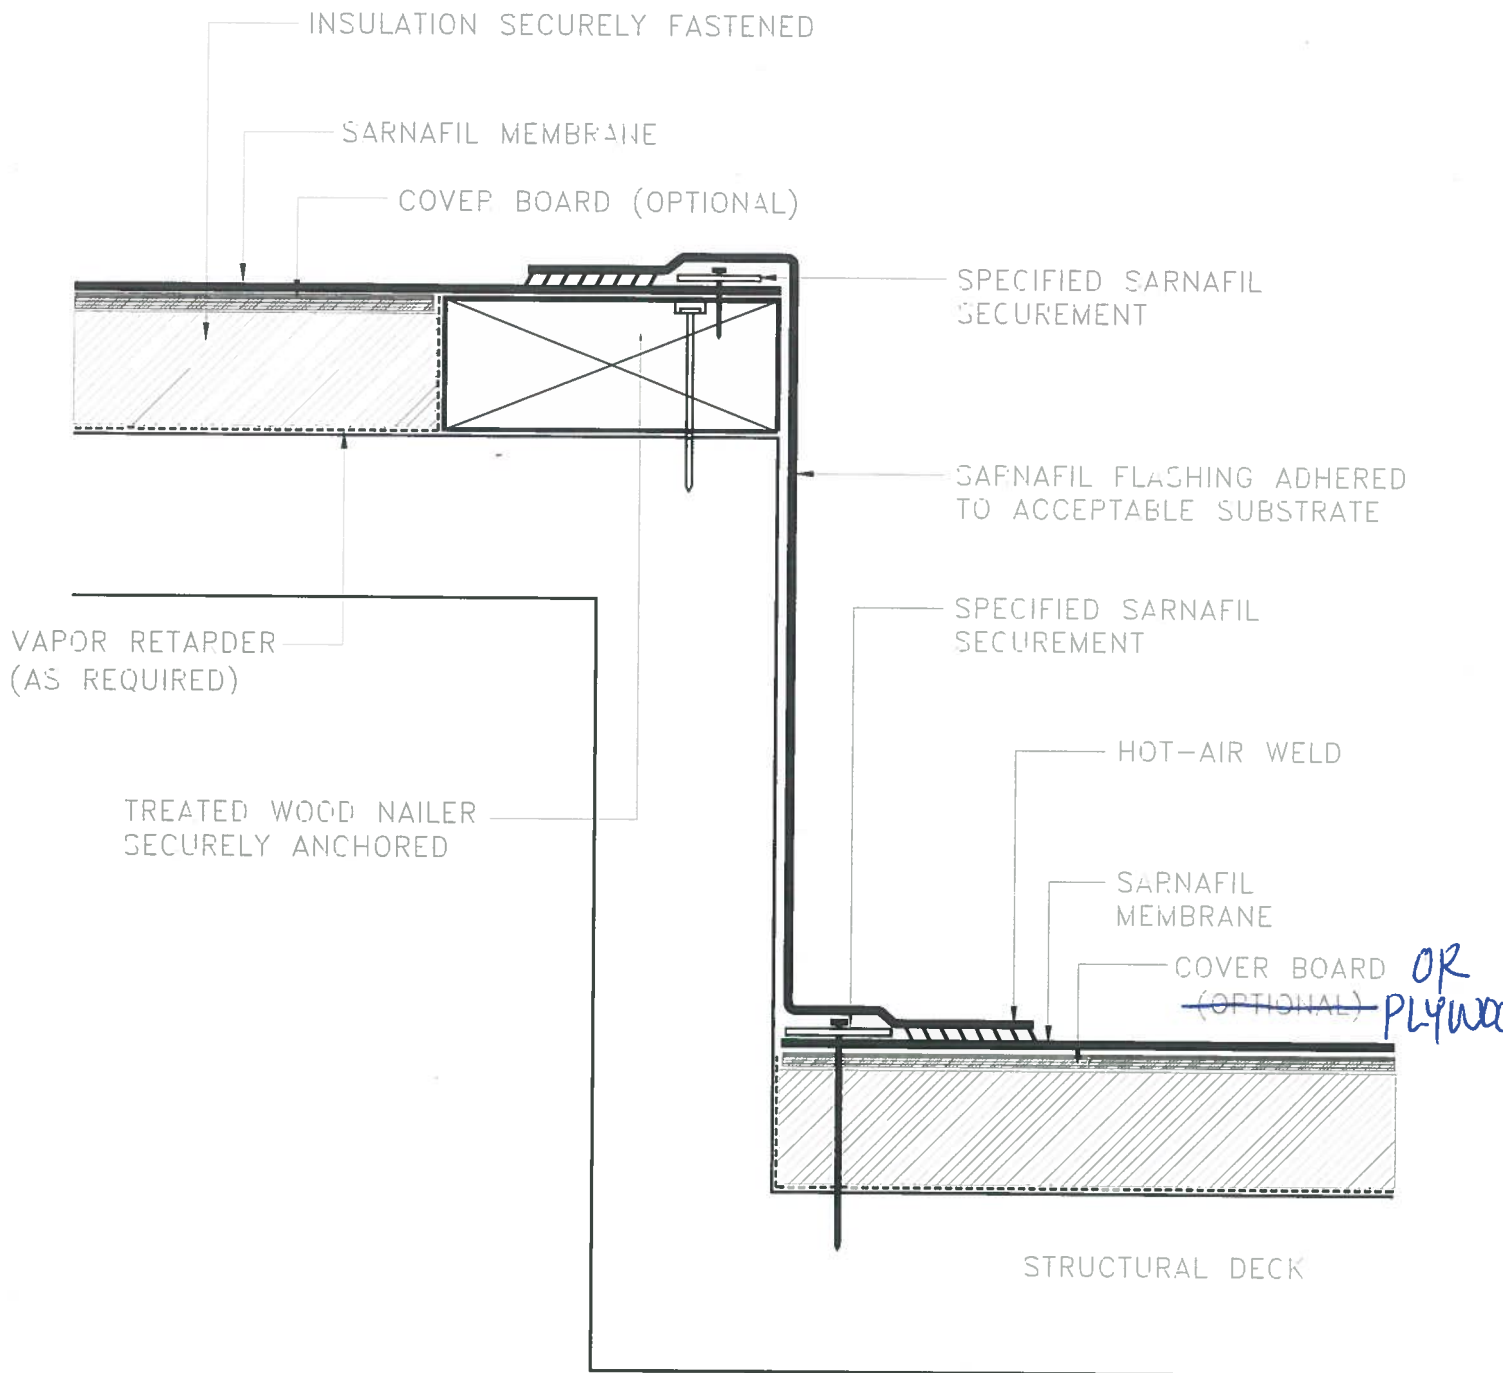 INSULATION SECURELY FASTENED
SARNAFIL MEMBRANE
COVER BOARD (OPTIONAL)
SPECIFIED SARNAFIL
SECUREMENT
SARNAFIL FLASHING ADHERED
TO ACCEPTABLE SUBSTRATE
SPECIFIED SARNAFIL
SECUREMENT
VAPOR RETARDER
(AS REQUIRED)
HOT-AIR WELD
TREATED WOOD NAILER
SECURELY ANCHORED
SARNAFIL
MEMBRANE
COVER BOARD OR
(OPTIONAL) PLYWOO
STRUCTURAL DECK